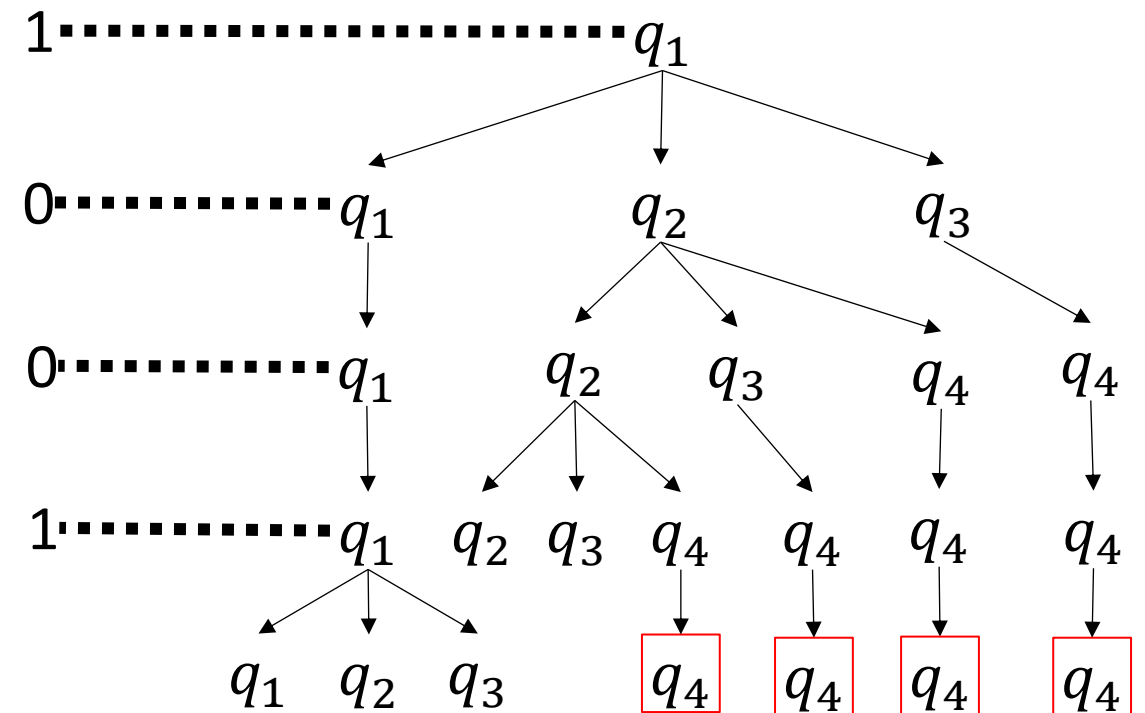 1 q₁
0 q₁ q₂ q₃
0 q₁ q₂ q₃ q₄ q₄
1 q₁ q₂ q₃ q₄ q₄ q₄ q₄
q₁ q₂ q₃ q₄ q₄ q₄ q₄